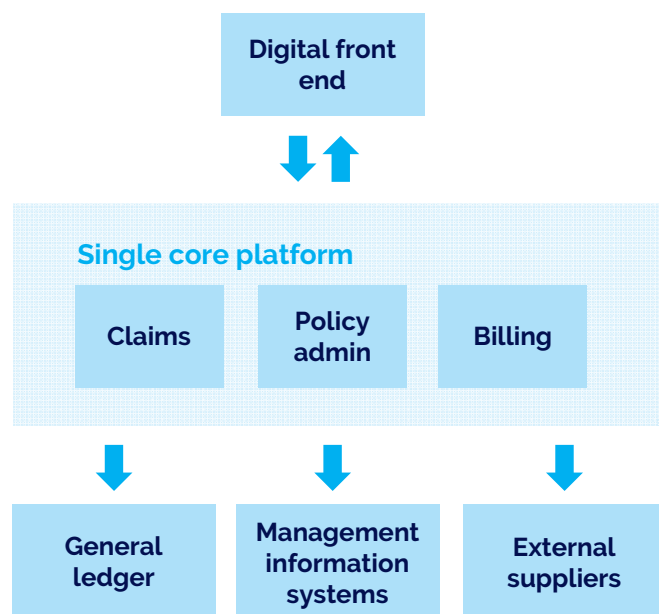 Digital front
end
Single core platform
Claims
Policy
admin
Billing
General
ledger
Management
information
systems
External
suppliers